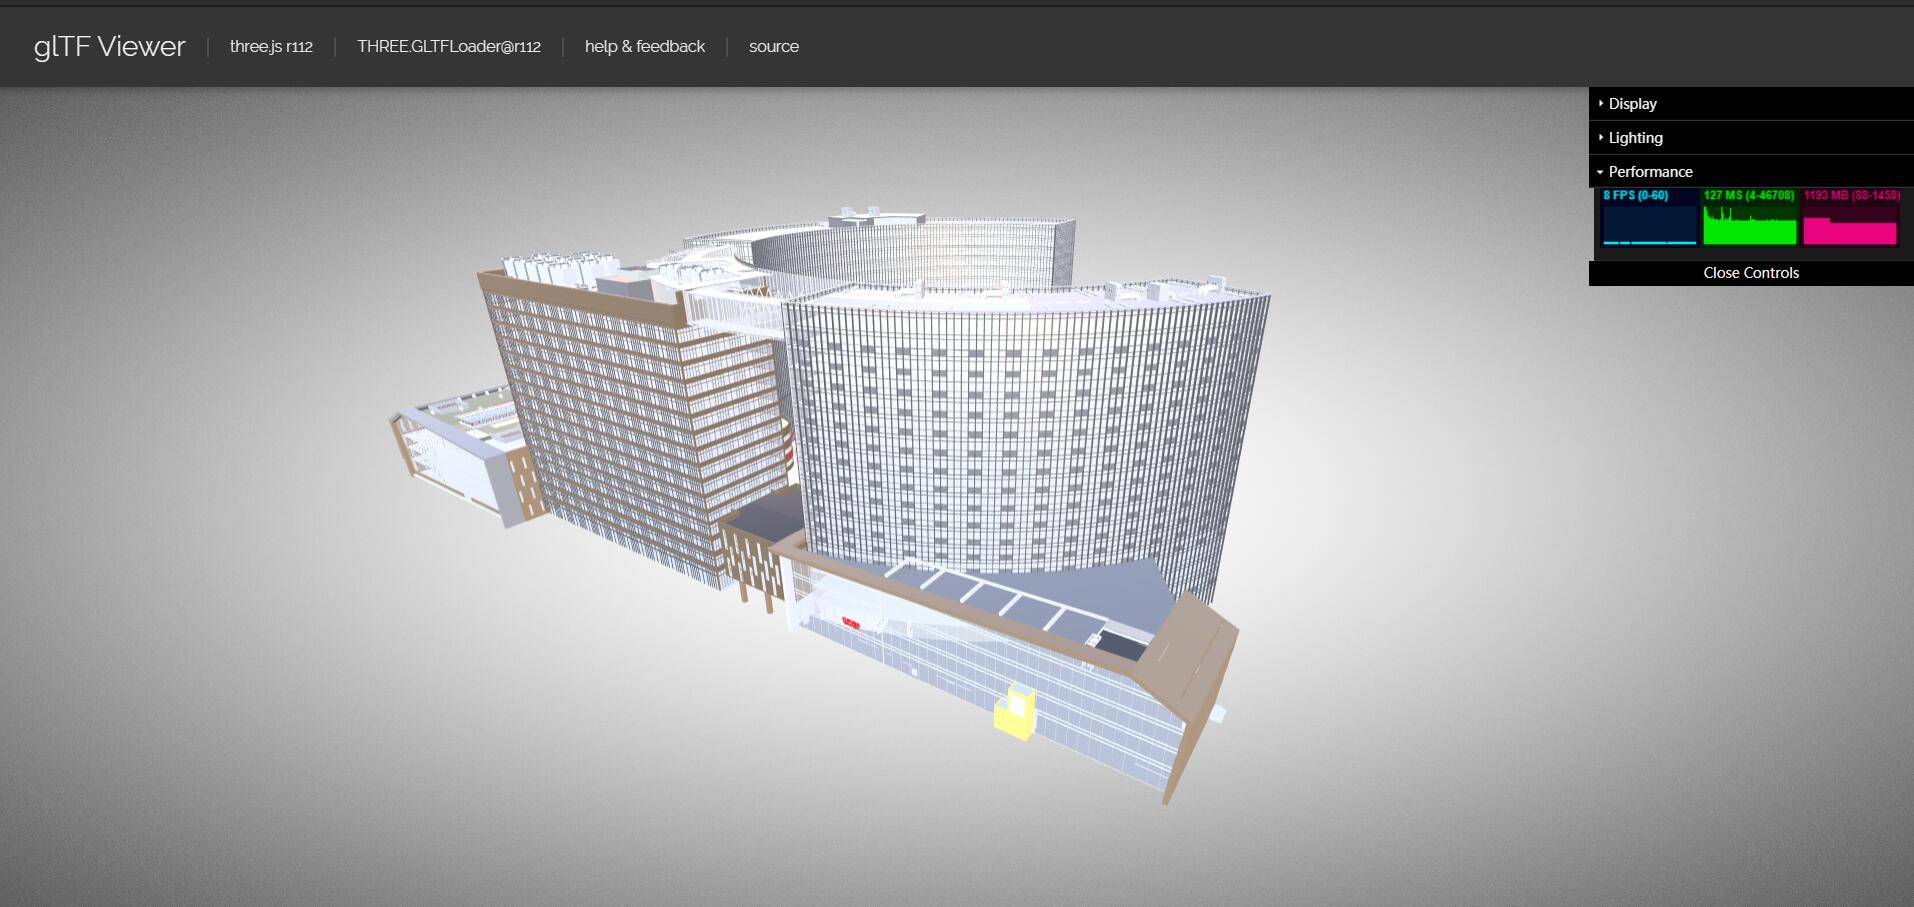 glTF Viewer
three.js r112
THREE.GLTFLoader@r112
help & feedback
source
Display
Lighting
Performance
8 FPS (0-60)
127 MS (4-46708)
1193 MB (88-1458)
Close Controls